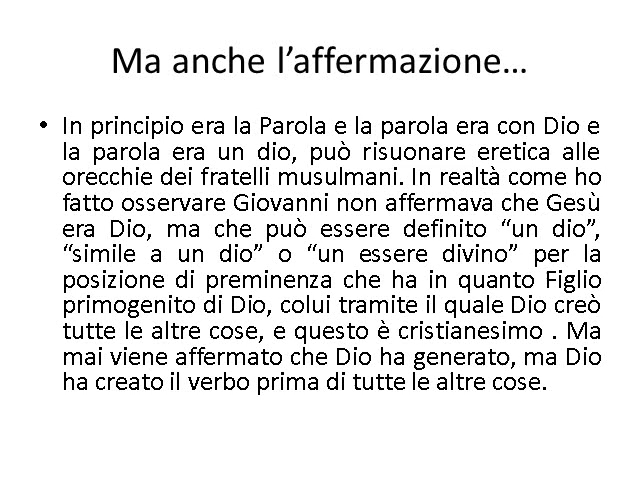 Ma anche l’affermazione…
• In principio era la Parola e la parola era con Dio e
la parola era un dio, può risuonare eretica alle
orecchie dei fratelli musulmani. In realtà come ho
fatto osservare Giovanni non affermava che Gesù
era Dio, ma che può essere definito “un dio”,
“simile a un dio” o “un essere divino” per la
posizione di preminenza che ha in quanto Figlio
primogenito di Dio, colui tramite il quale Dio creò
tutte le altre cose, e questo è cristianesimo . Ma
mai viene affermato che Dio ha generato, ma Dio
ha creato il verbo prima di tutte le altre cose.